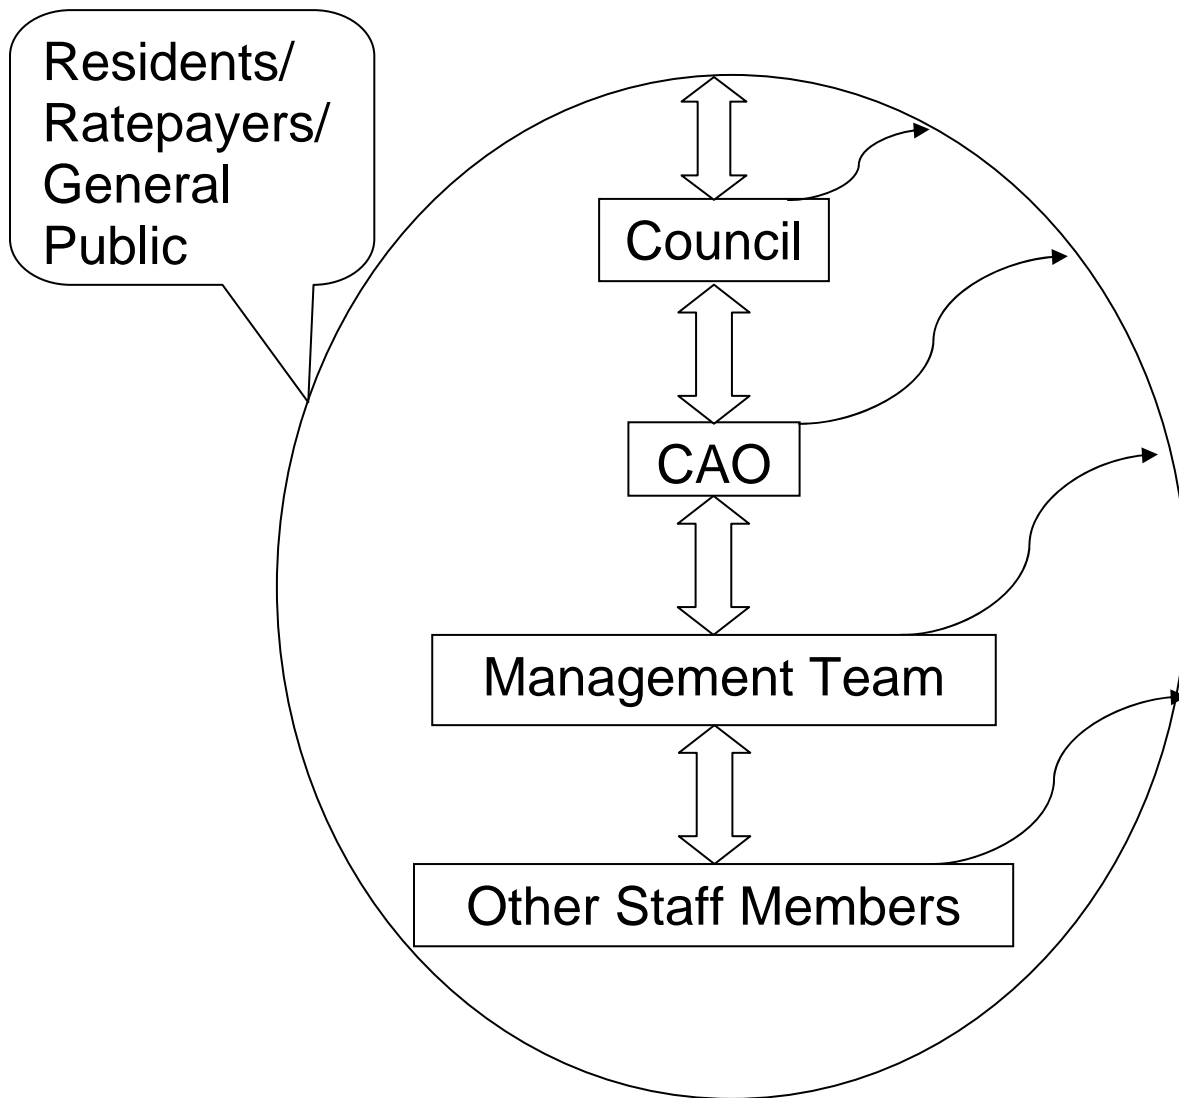 Residents/
Ratepayers/
General
Public
Council
CAO
Management Team
Other Staff Members